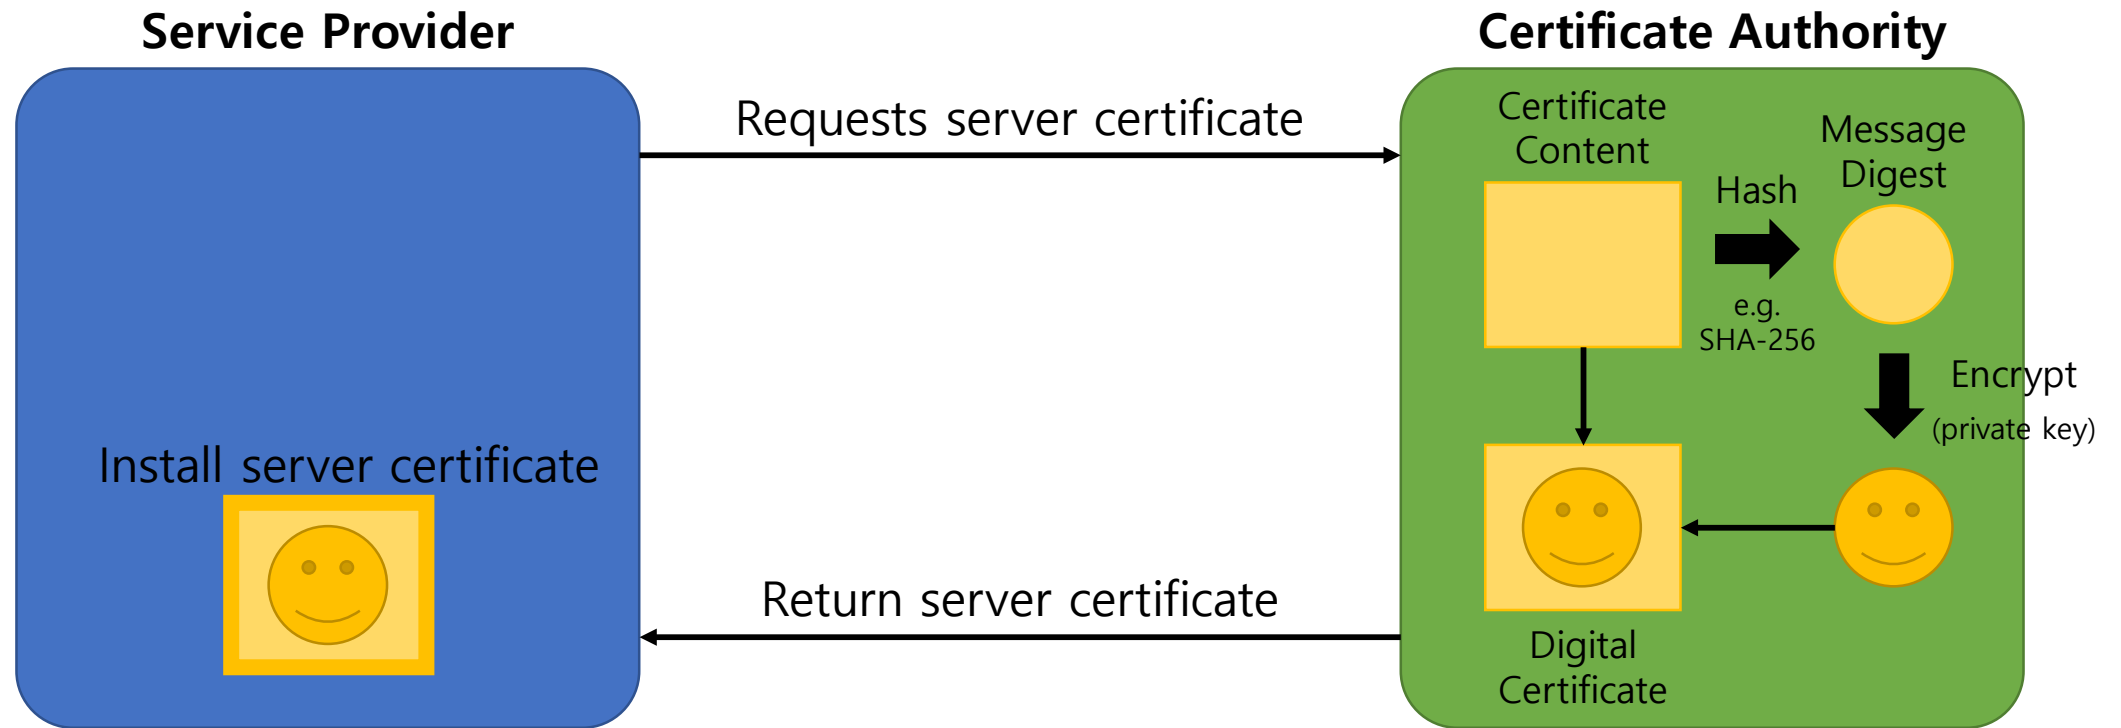 Service Provider
Certificate Authority
Requests server certificate
Certificate
Content
Message
Digest
Hash
e.g.
SHA-256
Encrypt
(private key)
Install server certificate
Return server certificate
Digital
Certificate